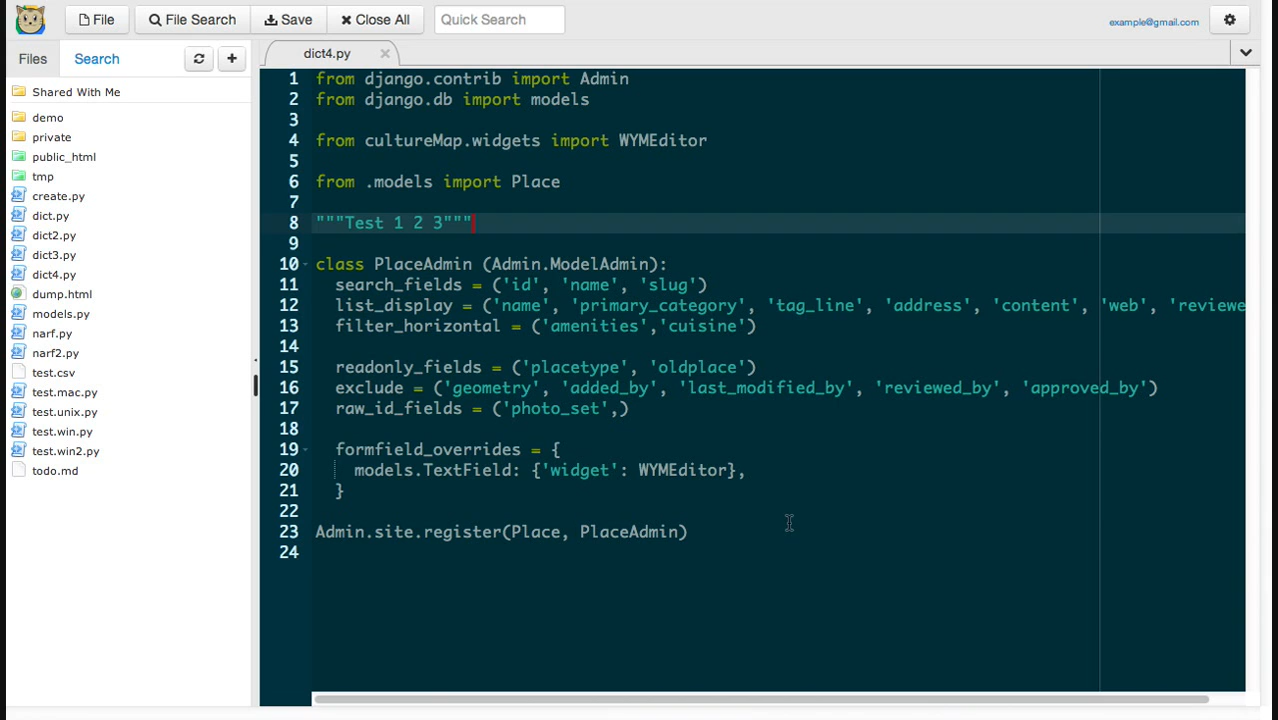 File
File Search
Save
Close All
Quick Search
example@gmail.com
Files
Search
dict4.py
Shared With Me
demo
private
public_html
tmp
create.py
dict.py
dict2.py
dict3.py
dict4.py
dump.html
models.py
narf.py
narf2.py
test.csv
test.mac.py
test.unix.py
test.win.py
test.win2.py
todo.md
1 from django.contrib import Admin
2 from django.db import models
3
4 from cultureMap.widgets import WYMEditor
5
6 from .models import Place
7
8 """Test 1 2 3"""
9
10 class PlaceAdmin (Admin.ModelAdmin):
11 search_fields = ('id', 'name', 'slug')
12 list_display = ('name', 'primary_category', 'tag_line', 'address', 'content', 'web', 'reviewe
13 filter_horizontal = ('amenities','cuisine')
14
15 readonly_fields = ('placetype', 'oldplace')
16 exclude = ('geometry', 'added_by', 'last_modified_by', 'reviewed_by', 'approved_by')
17 raw_id_fields = ('photo_set',)
18
19 formfield_overrides = {
20 models.TextField: {'widget': WYMEditor},
21 }
22
23 Admin.site.register(Place, PlaceAdmin)
24